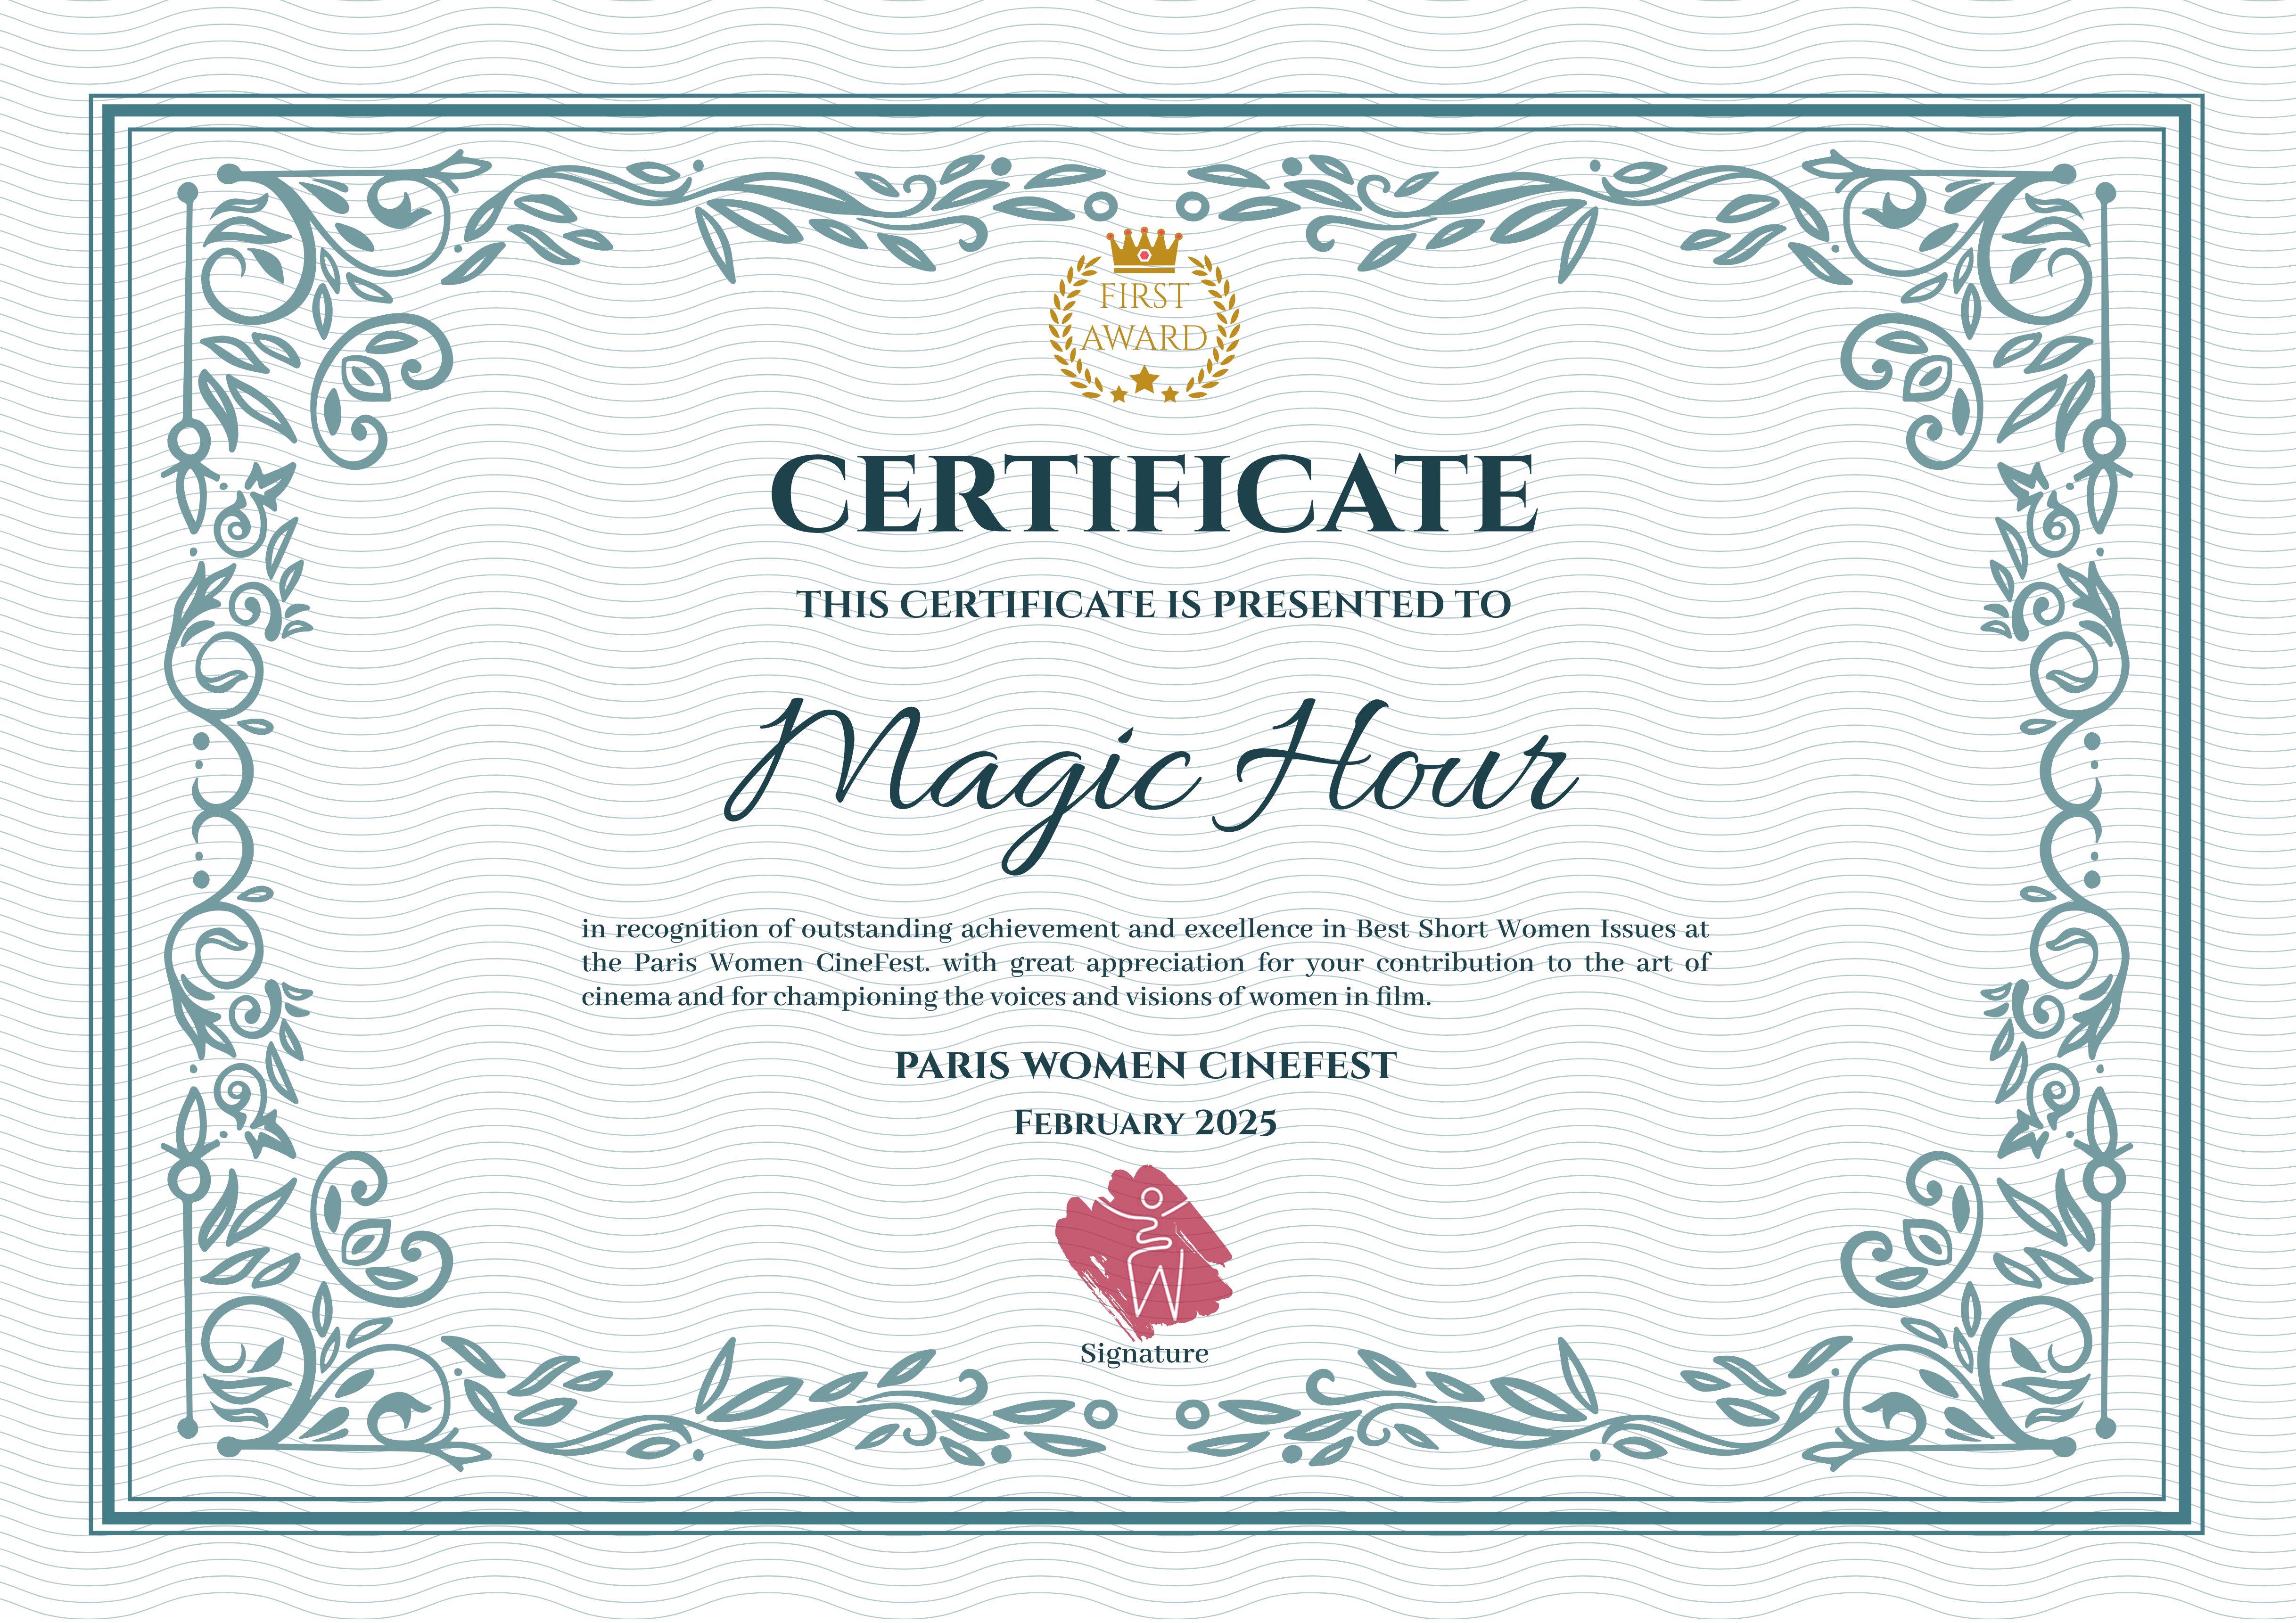 FIRST
AWARD
CERTIFICATE
THIS CERTIFICATE IS PRESENTED TO
Magic Hour
in recognition of outstanding achievement and excellence in Best Short Women Issues at
the Paris Women CineFest. with great appreciation for your contribution to the art of
cinema and for championing the voices and visions of women in film.
PARIS WOMEN CINEFEST
February 2025
Signature